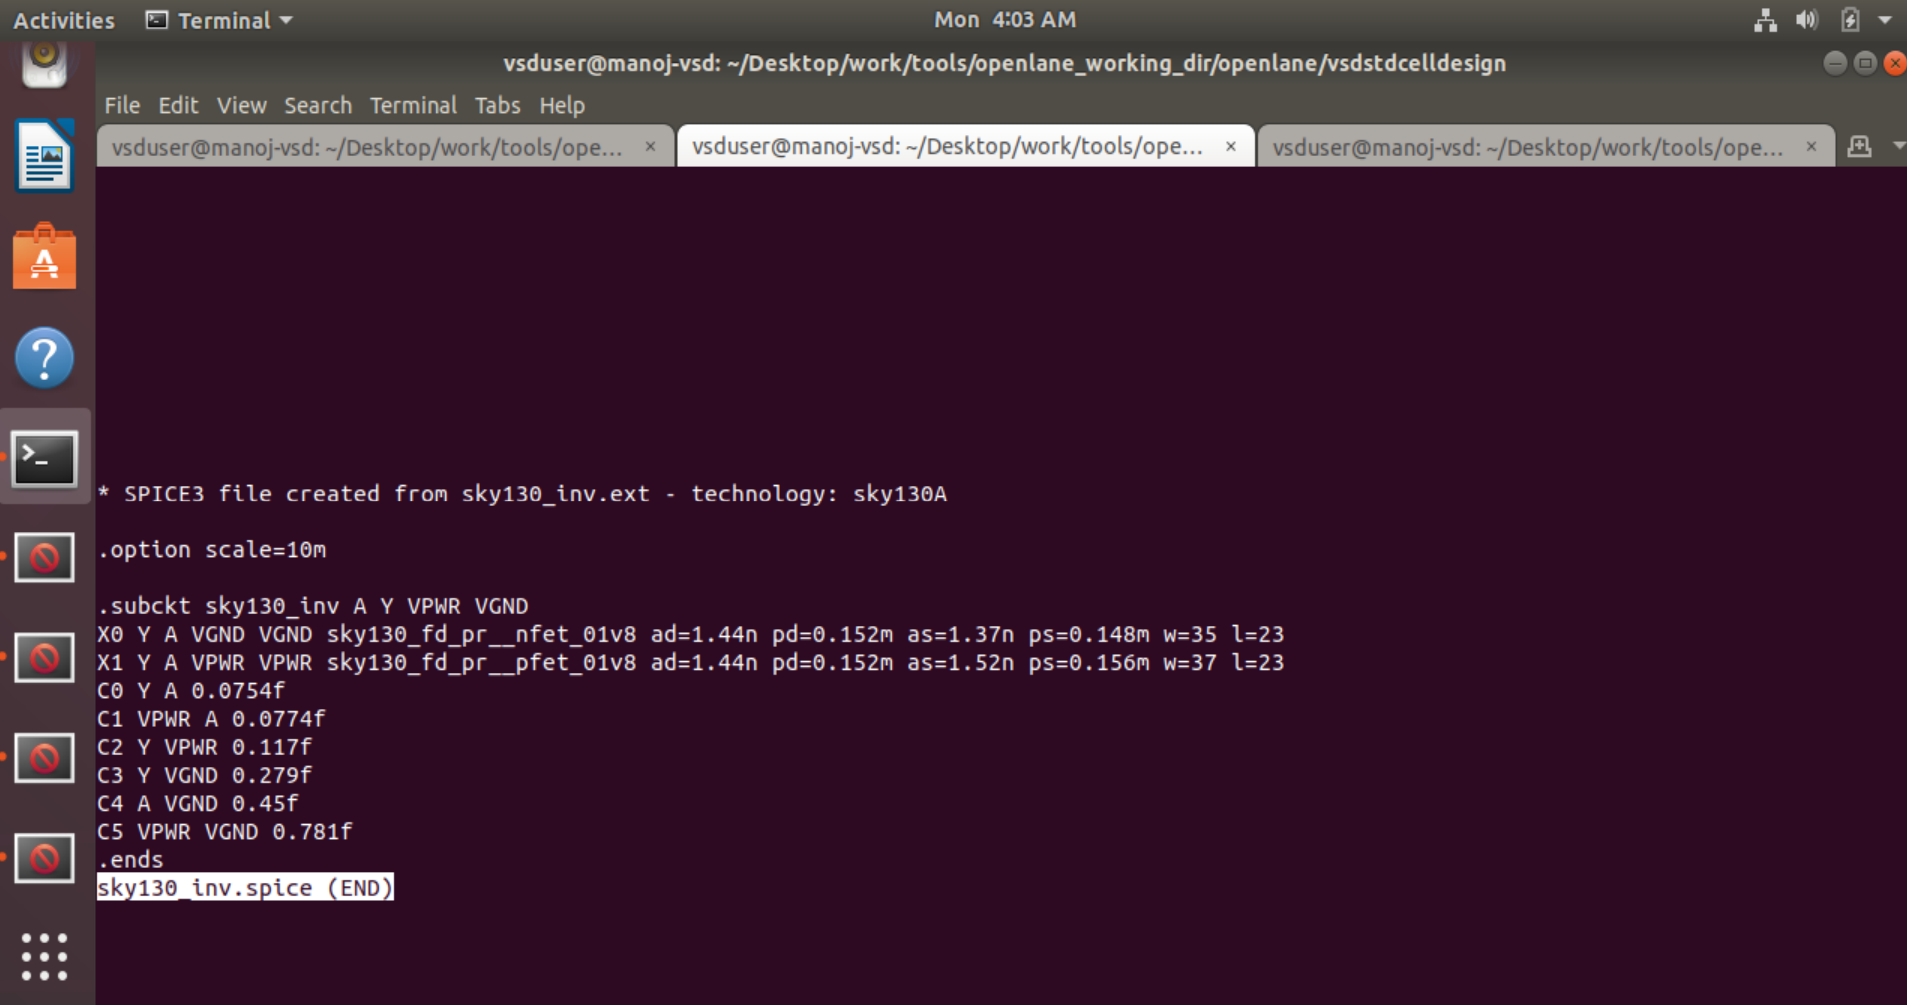 Activities Terminal Mon 4:03 AM
vsduser@manoj-vsd: ~/Desktop/work/tools/openlane_working_dir/openlane/vsdstdcelldesign
File Edit View Search Terminal Tabs Help
vsduser@manoj-vsd: ~/Desktop/work/tools/ope... × vsduser@manoj-vsd: ~/Desktop/work/tools/ope... × vsduser@manoj-vsd: ~/Desktop/work/tools/ope... ×
* SPICE3 file created from sky130_inv.ext - technology: sky130A
.option scale=10m
.subckt sky130_inv A Y VPWR VGND
X0 Y A VGND VGND sky130_fd_pr__nfet_01v8 ad=1.44n pd=0.152m as=1.37n ps=0.148m w=35 l=23
X1 Y A VPWR VPWR sky130_fd_pr__pfet_01v8 ad=1.44n pd=0.152m as=1.52n ps=0.156m w=37 l=23
C0 Y A 0.0754f
C1 VPWR A 0.0774f
C2 Y VPWR 0.117f
C3 Y VGND 0.279f
C4 A VGND 0.45f
C5 VPWR VGND 0.781f
.ends
sky130_inv.spice (END)